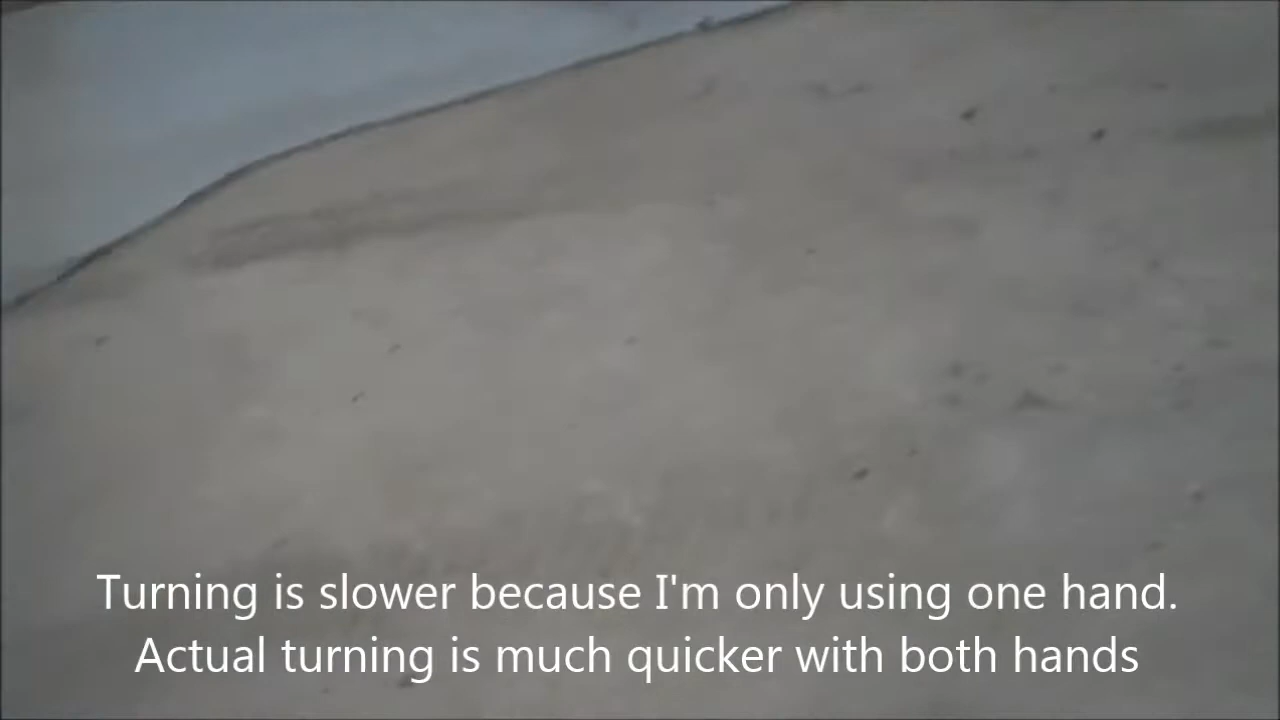 Turning is slower because I'm only using one hand.
Actual turning is much quicker with both hands